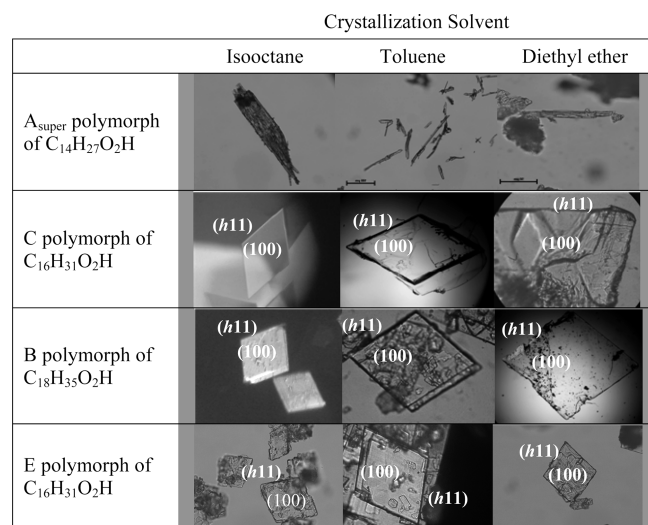 Crystallization Solvent
Isooctane Toluene Diethyl ether
A_super polymorph
of C₁₄H₂₇O₂H
(h11) (h11) (h11)
C polymorph of
C₁₆H₃₁O₂H
(100) (100) (100)
(h11) (h11) (h11)
B polymorph of
C₁₈H₃₅O₂H
(100) (100) (100)
E polymorph of
C₁₆H₃₁O₂H
(h11) (100) (h11)
(100) (h11) (100)